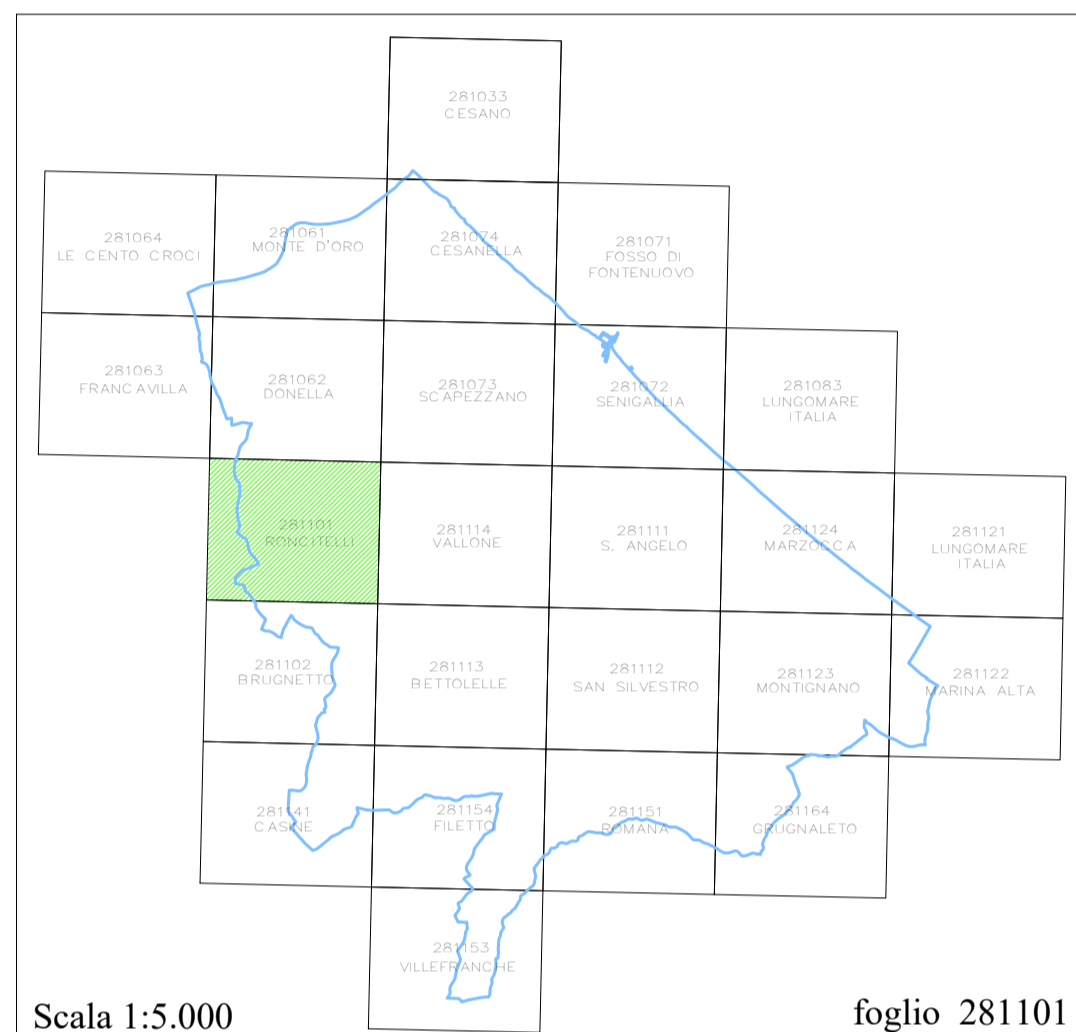 281033
CESANO
281064
LE CENTO CROCI
281061
MONTE D'ORO
281074
CESANELLA
281071
FOSSO DI
FONTENUOVO
281063
FRANCAVILLA
281062
DONELLA
281073
SCAPEZZANO
281072
SENIGALLIA
281083
LUNGOMARE
ITALIA
281101
RONCITELLI
281114
VALLONE
281111
S. ANGELO
281124
MARZOCCA
281121
LUNGOMARE
ITALIA
281102
BRUGNETTO
281113
BETTOLELLE
281112
SAN SILVESTRO
281123
MONTIGNANO
281122
MARINA ALTA
281141
CASINE
281154
FILETTO
281151
ROMANA
281164
GRUGNALETO
281153
VILLEFRANCHE
Scala 1:5.000
foglio 281101